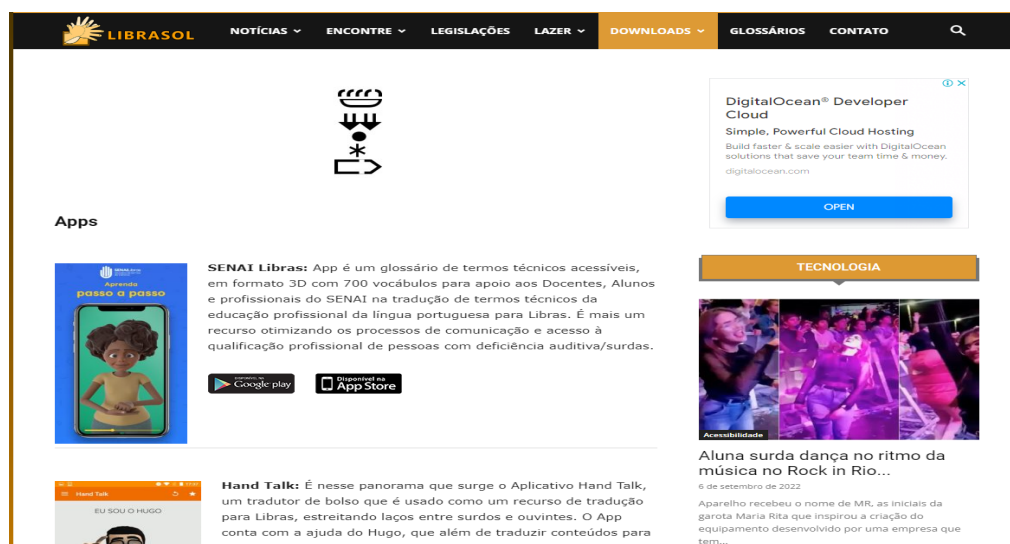 LIBRASOL
NOTÍCIAS ENCONTRE LEGISLAÇÕES LAZER DOWNLOADS GLOSSÁRIOS CONTATO
Apps
Aprenda
passo a passo
SENAI Libras: App é um glossário de termos técnicos acessíveis,
em formato 3D com 700 vocábulos para apoio aos Docentes, Alunos
e profissionais do SENAI na tradução de termos técnicos da
educação profissional da língua portuguesa para Libras. É mais um
recurso otimizando os processos de comunicação e acesso à
qualificação profissional de pessoas com deficiência auditiva/surdas.
DISPONÍVEL NA
Google play
Disponível na
App Store
Hand Talk
EU SOU O HUGO
Hand Talk: É nesse panorama que surge o Aplicativo Hand Talk,
um tradutor de bolso que é usado como um recurso de tradução
para Libras, estreitando laços entre surdos e ouvintes. O App
conta com a ajuda do Hugo, que além de traduzir conteúdos para
DigitalOcean® Developer
Cloud
Simple, Powerful Cloud Hosting
Build faster & scale easier with DigitalOcean
solutions that save your team time & money.
digitalocean.com
OPEN
TECNOLOGIA
Acessibilidade
Aluna surda dança no ritmo da
música no Rock in Rio...
6 de setembro de 2022
Aparelho recebeu o nome de MR, as iniciais da
garota Maria Rita que inspirou a criação do
equipamento desenvolvido por uma empresa que
tem...